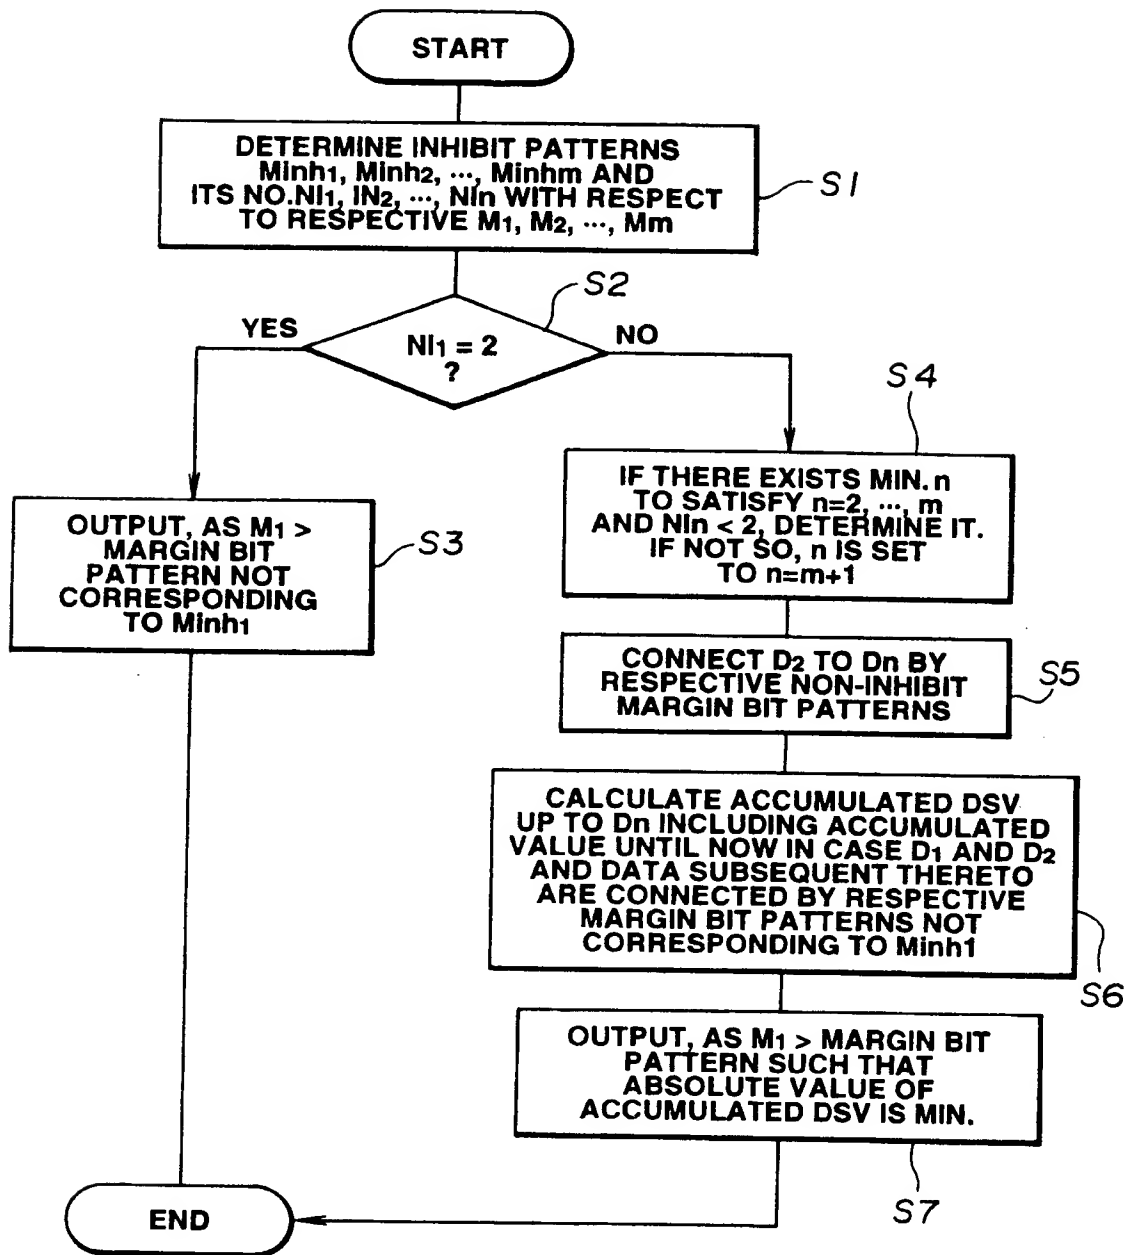 START
DETERMINE INHIBIT PATTERNS
Minh1, Minh2, ···, Minhm AND
ITS NO.NI1, IN2, ···, NIn WITH RESPECT
TO RESPECTIVE M1, M2, ···, Mm
S1
S2
YES
NI1 = 2
?
NO
S4
IF THERE EXISTS MIN. n
TO SATISFY n=2, ···, m
AND NIn < 2, DETERMINE IT.
IF NOT SO, n IS SET
TO n=m+1
OUTPUT, AS M1 >
MARGIN BIT
PATTERN NOT
CORRESPONDING
TO Minh1
S3
CONNECT D2 TO Dn BY
RESPECTIVE NON-INHIBIT
MARGIN BIT PATTERNS
S5
CALCULATE ACCUMULATED DSV
UP TO Dn INCLUDING ACCUMULATED
VALUE UNTIL NOW IN CASE D1 AND D2
AND DATA SUBSEQUENT THERETO
ARE CONNECTED BY RESPECTIVE
MARGIN BIT PATTERNS NOT
CORRESPONDING TO Minh1
S6
OUTPUT, AS M1 > MARGIN BIT
PATTERN SUCH THAT
ABSOLUTE VALUE OF
ACCUMULATED DSV IS MIN.
S7
END